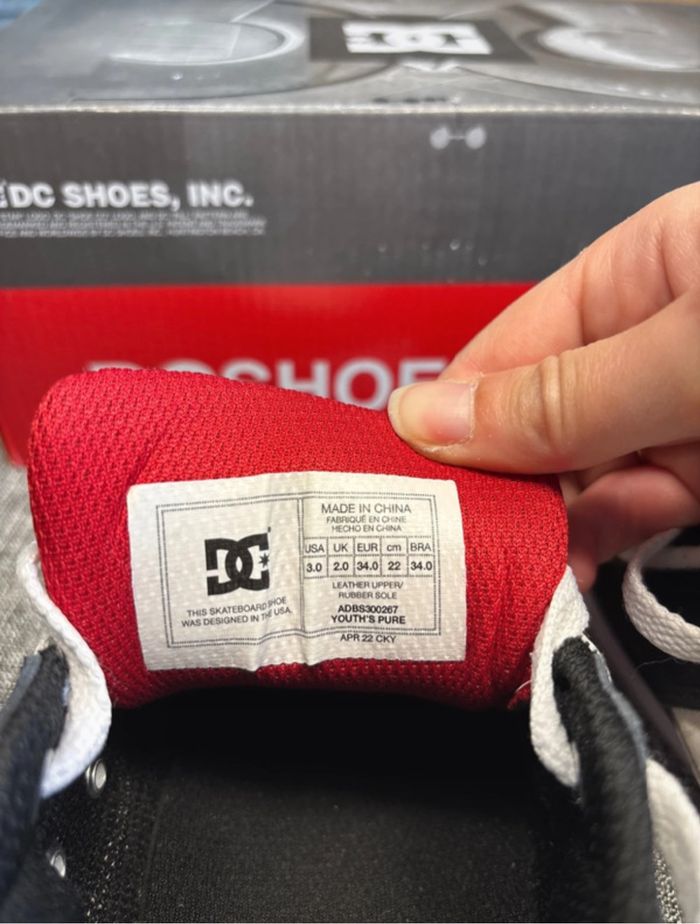 DC SHOES, INC.
DCSHOE
MADE IN CHINA
FABRIQUÉ EN CHINE
HECHO EN CHINA
USA UK EUR cm BRA
3.0 2.0 34.0 22 34.0
LEATHER UPPER/
RUBBER SOLE
ADBS300267
YOUTH'S PURE
APR 22 CKY
DC
THIS SKATEBOARD SHOE
WAS DESIGNED IN THE USA.